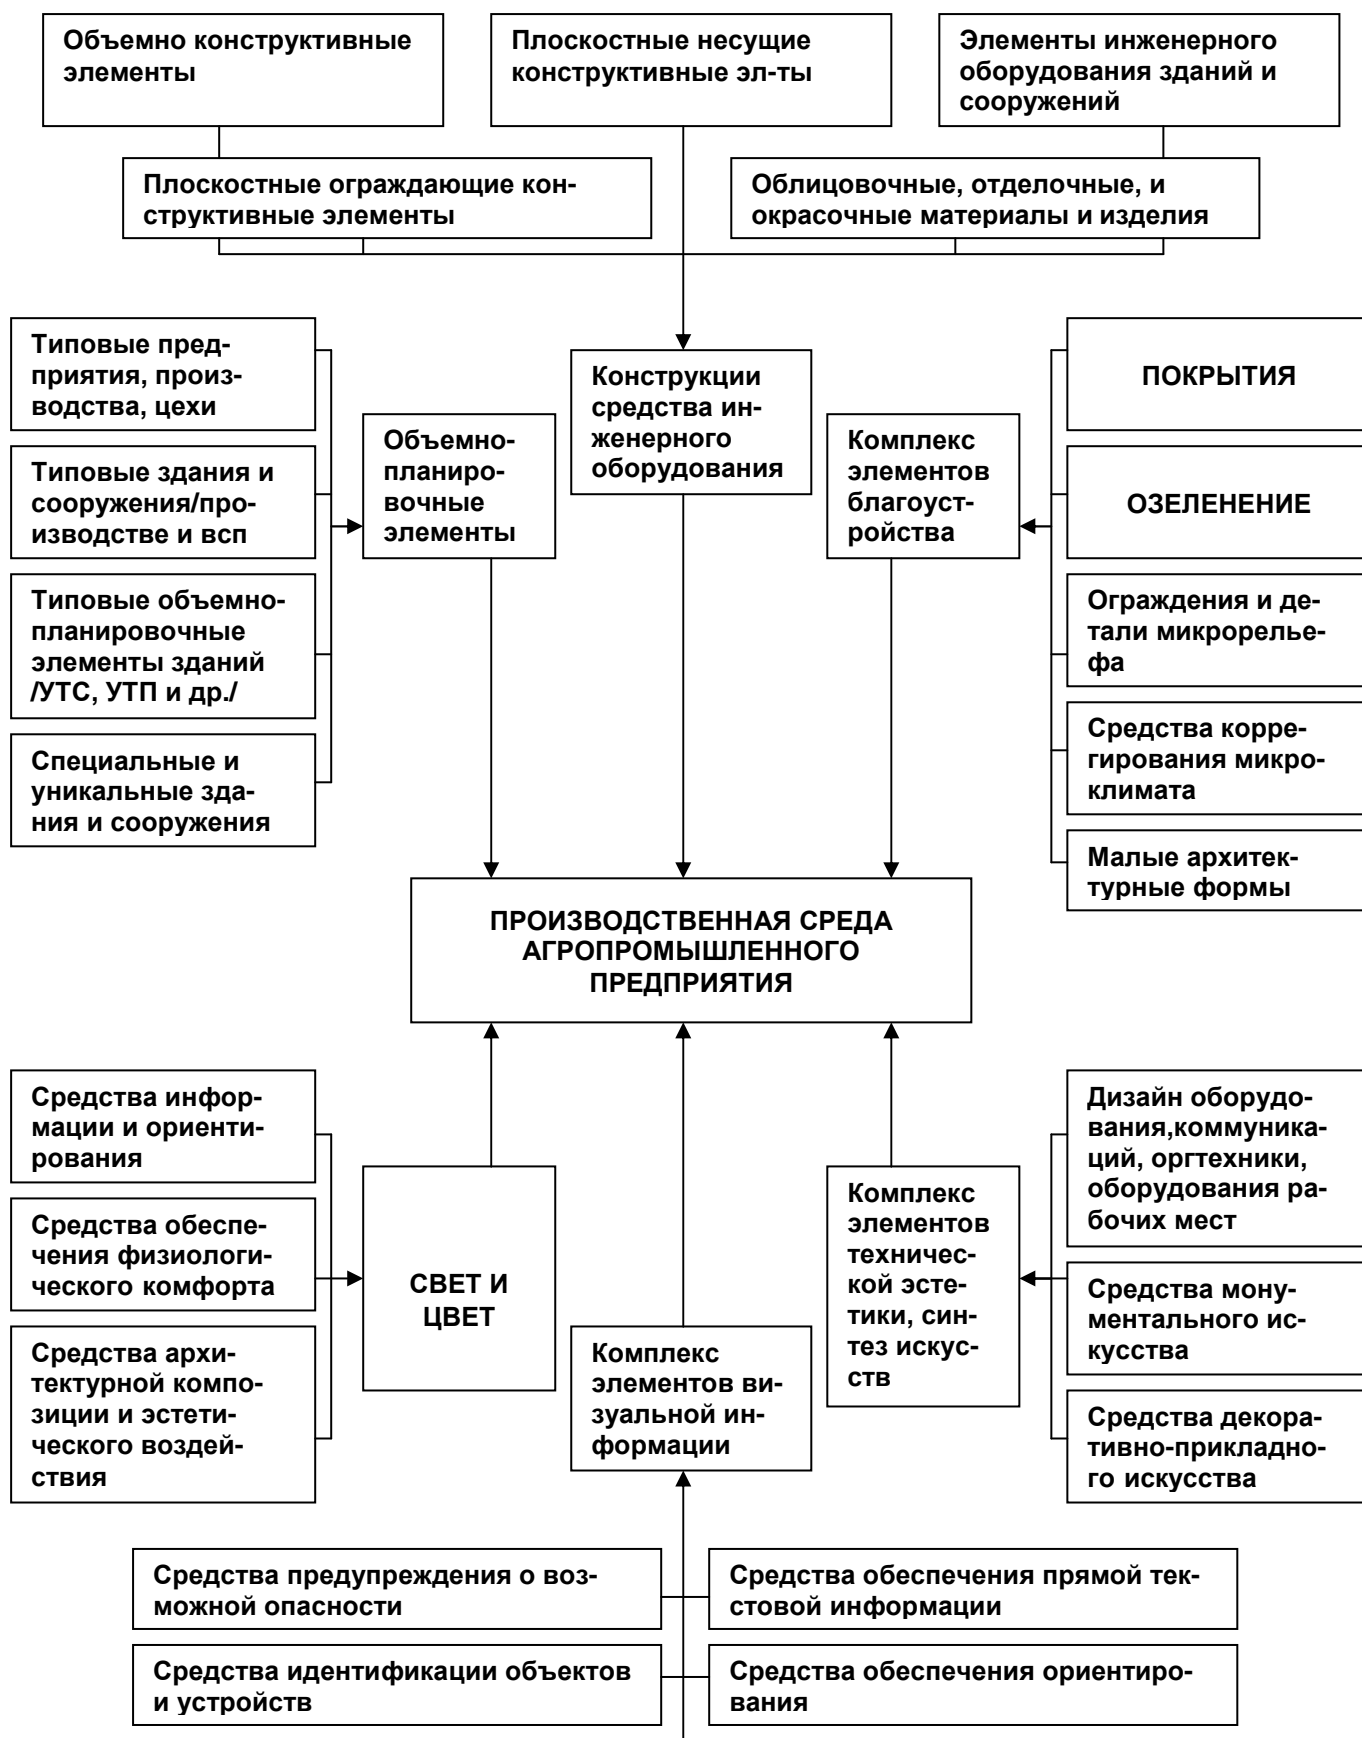 Объемно конструктивные
элементы
Плоскостные несущие
конструктивные эл-ты
Элементы инженерного
оборудования зданий и
сооружений
Плоскостные ограждающие кон-
структивные элементы
Облицовочные, отделочные, и
окрасочные материалы и изделия
Типовые пред-
приятия, произ-
водства, цехи
Типовые здания и
сооружения/про-
изводстве и всп
Типовые объемно-
планировочные
элементы зданий
/УТС, УТП и др./
Специальные и
уникальные зда-
ния и сооружения
Объемно-
планиро-
вочные
элементы
Конструкции
средства ин-
женерного
оборудования
Комплекс
элементов
благоуст-
ройства
ПОКРЫТИЯ
ОЗЕЛЕНЕНИЕ
Ограждения и де-
тали микрорелье-
фа
Средства корре-
гирования микро-
климата
Малые архитек-
турные формы
ПРОИЗВОДСТВЕННАЯ СРЕДА
АГРОПРОМЫШЛЕННОГО
ПРЕДПРИЯТИЯ
Средства инфор-
мации и ориенти-
рования
Средства обеспе-
чения физиологи-
ческого комфорта
Средства архи-
тектурной компо-
зиции и эстети-
ческого воздей-
ствия
СВЕТ И
ЦВЕТ
Комплекс
элементов ви-
зуальной ин-
формации
Комплекс
элементов
техничес-
кой эсте-
тики, син-
тез искус-
ств
Дизайн оборудо-
вания,коммуника-
ций, оргтехники,
оборудования ра-
бочих мест
Средства мону-
ментального ис-
кусства
Средства декора-
тивно-прикладно-
го искусства
Средства предупреждения о воз-
можной опасности
Средства обеспечения прямой тек-
стовой информации
Средства идентификации объектов
и устройств
Средства обеспечения ориентиро-
вания